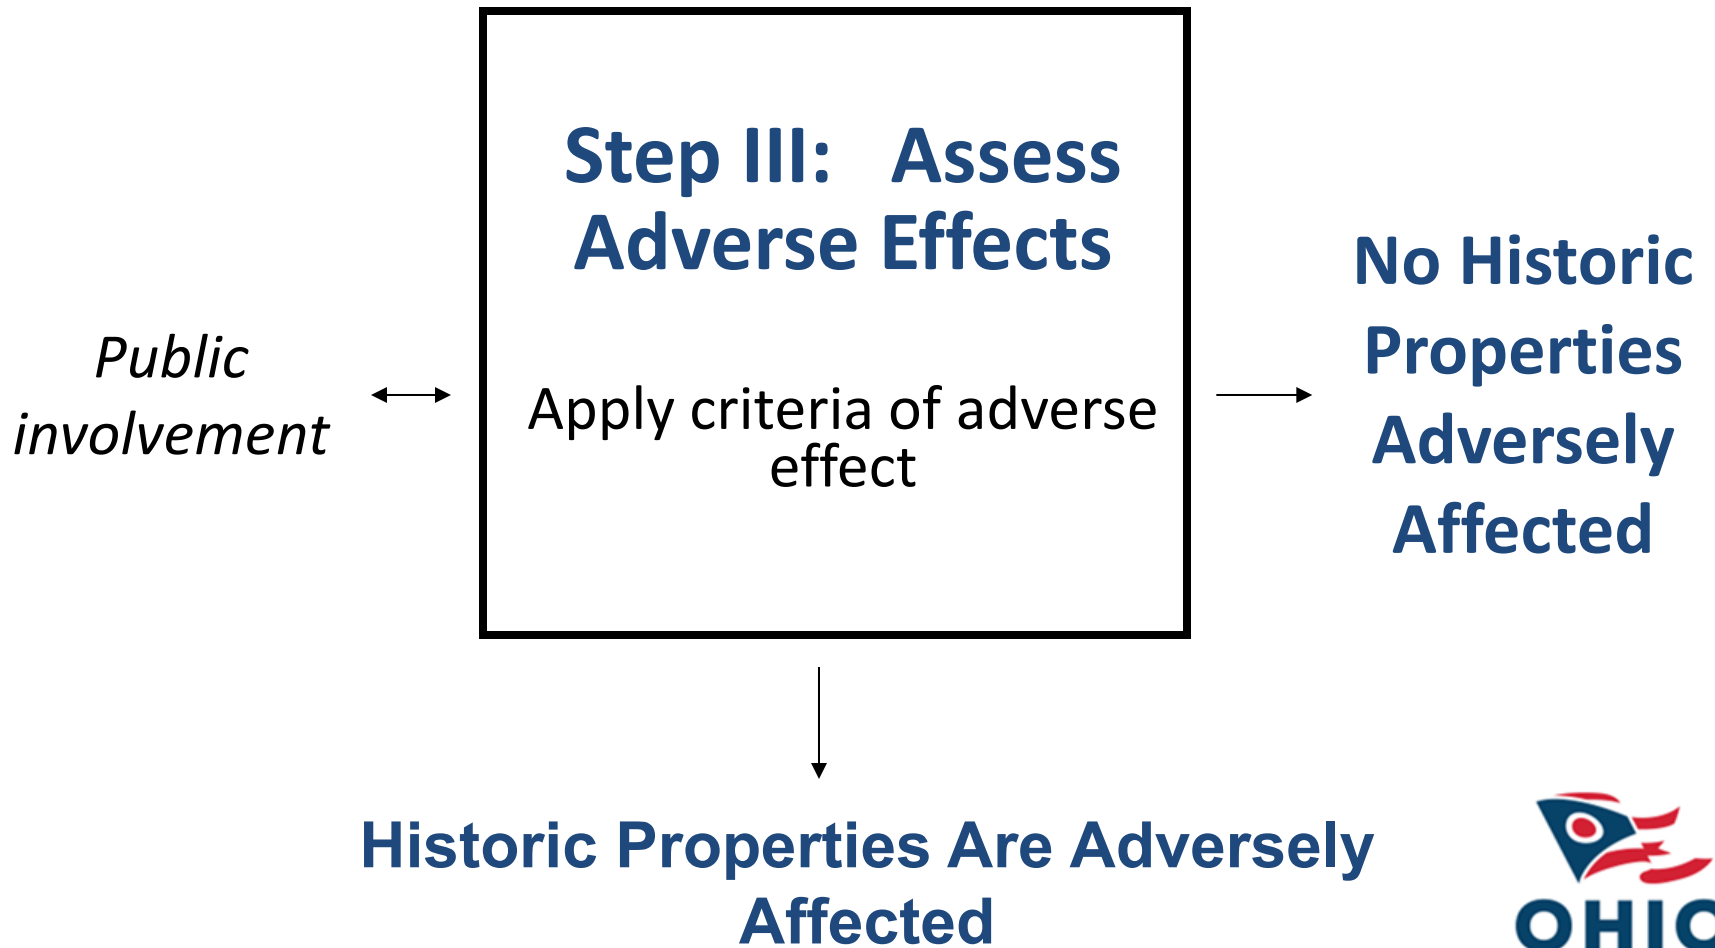 Step III: Assess
Adverse Effects
Apply criteria of adverse
effect
Public
involvement
No Historic
Properties
Adversely
Affected
Historic Properties Are Adversely
Affected
OHIO